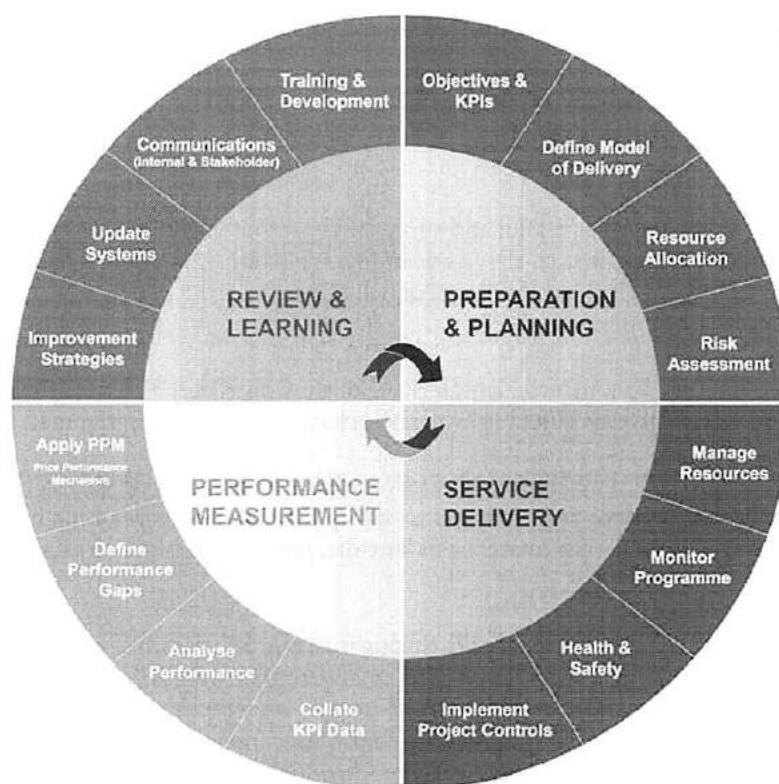 Training &
Development
Objectives &
KPIs
Communications
(Internal & Stakeholder)
Define Model
of Delivery
Update
Systems
Resource
Allocation
REVIEW &
LEARNING
PREPARATION
& PLANNING
Improvement
Strategies
Risk
Assessment
Apply PPM
Price Performance
Mechanism
Manage
Resources
PERFORMANCE
MEASUREMENT
SERVICE
DELIVERY
Define
Performance
Gaps
Monitor
Programme
Analyse
Performance
Health &
Safety
Collate
KPI Data
Implement
Project Controls